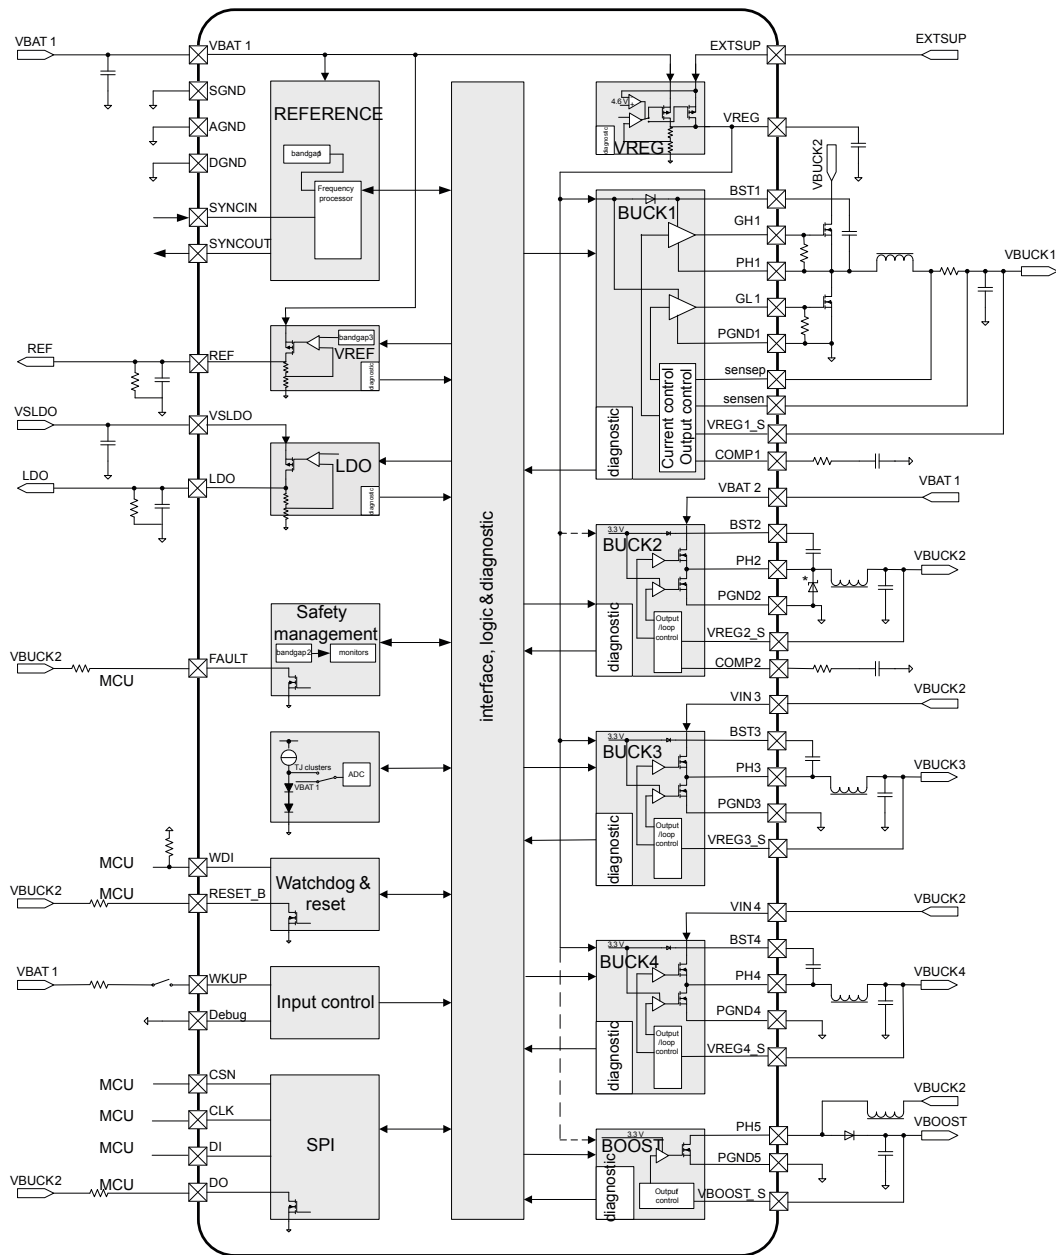 VBAT 1
VBAT 1
SGND
AGND
DGND
SYNCIN
SYNCOUT
REFERENCE
bandgap1
Frequency
processor
REF
REF
bandgap3
VREF
diagnostic
VSLDO
VSLDO
LDO
LDO
LDO
diagnostic
Safety
management
bandgap2
monitors
VBUCK2
MCU
FAULT
TJ clusters
VBAT 1
ADC
MCU
WDI
VBUCK2
MCU
RESET_B
Watchdog &
reset
VBAT 1
WKUP
Debug
Input control
MCU
CSN
MCU
CLK
MCU
DI
VBUCK2
MCU
DO
SPI
interface, logic & diagnostic
EXTSUP
EXTSUP
4.6 V
diagnostic
VREG
VREG
VBUCK2
BUCK1
BST1
GH1
PH1
GL1
PGND1
VBUCK1
sensep
sensen
VREG1_S
COMP1
Current control
Output control
diagnostic
VBAT 2
VBAT 1
3.3 V
BUCK2
BST2
PH2
*
VBUCK2
PGND2
Output
/loop
control
VREG2_S
COMP2
diagnostic
VIN 3
VBUCK2
3.3 V
BUCK3
BST3
PH3
VBUCK3
PGND3
Output
/loop
control
VREG3_S
diagnostic
VIN 4
VBUCK2
3.3 V
BUCK4
BST4
PH4
VBUCK4
PGND4
Output
/loop
control
VREG4_S
diagnostic
VBUCK2
3.3 V
BOOST
PH5
VBOOST
PGND5
Output
control
VBOOST_S
diagnostic